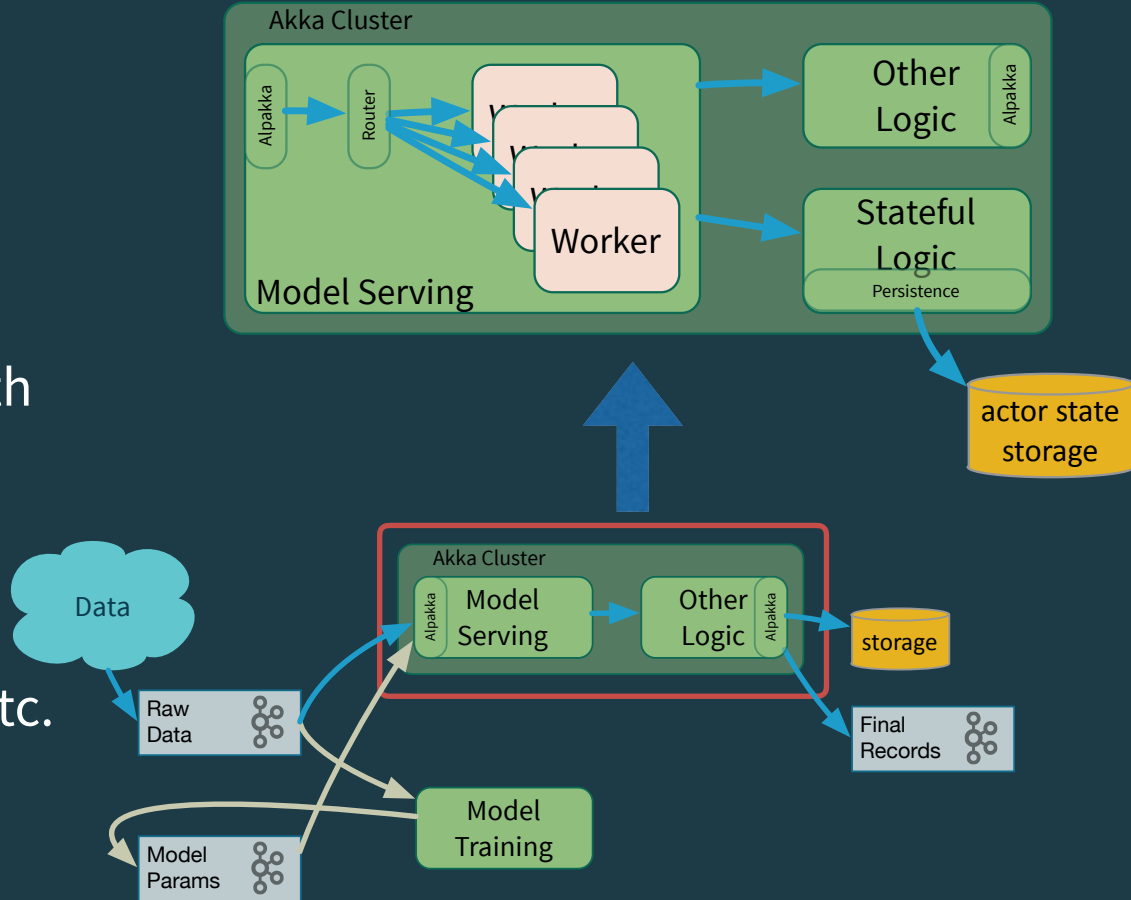 Akka Cluster
Alpakka
Router
Worker
Model Serving
Other
Logic
Alpakka
Stateful
Logic
Persistence
actor state
storage
Akka Cluster
Alpakka
Model
Serving
Other
Logic
Alpakka
storage
Data
Raw
Data
Final
Records
Model
Training
Model
Params